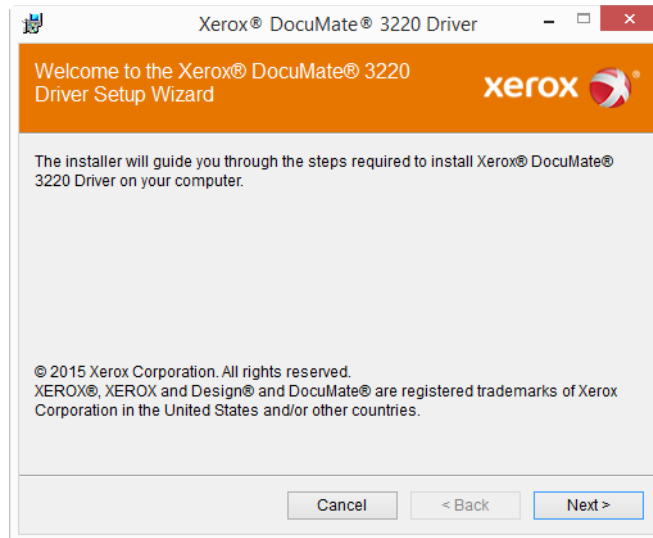 Xerox® DocuMate® 3220 Driver
Welcome to the Xerox® DocuMate® 3220
Driver Setup Wizard
xerox
The installer will guide you through the steps required to install Xerox® DocuMate®
3220 Driver on your computer.
© 2015 Xerox Corporation. All rights reserved.
XEROX®, XEROX and Design® and DocuMate® are registered trademarks of Xerox
Corporation in the United States and/or other countries.
Cancel < Back Next >